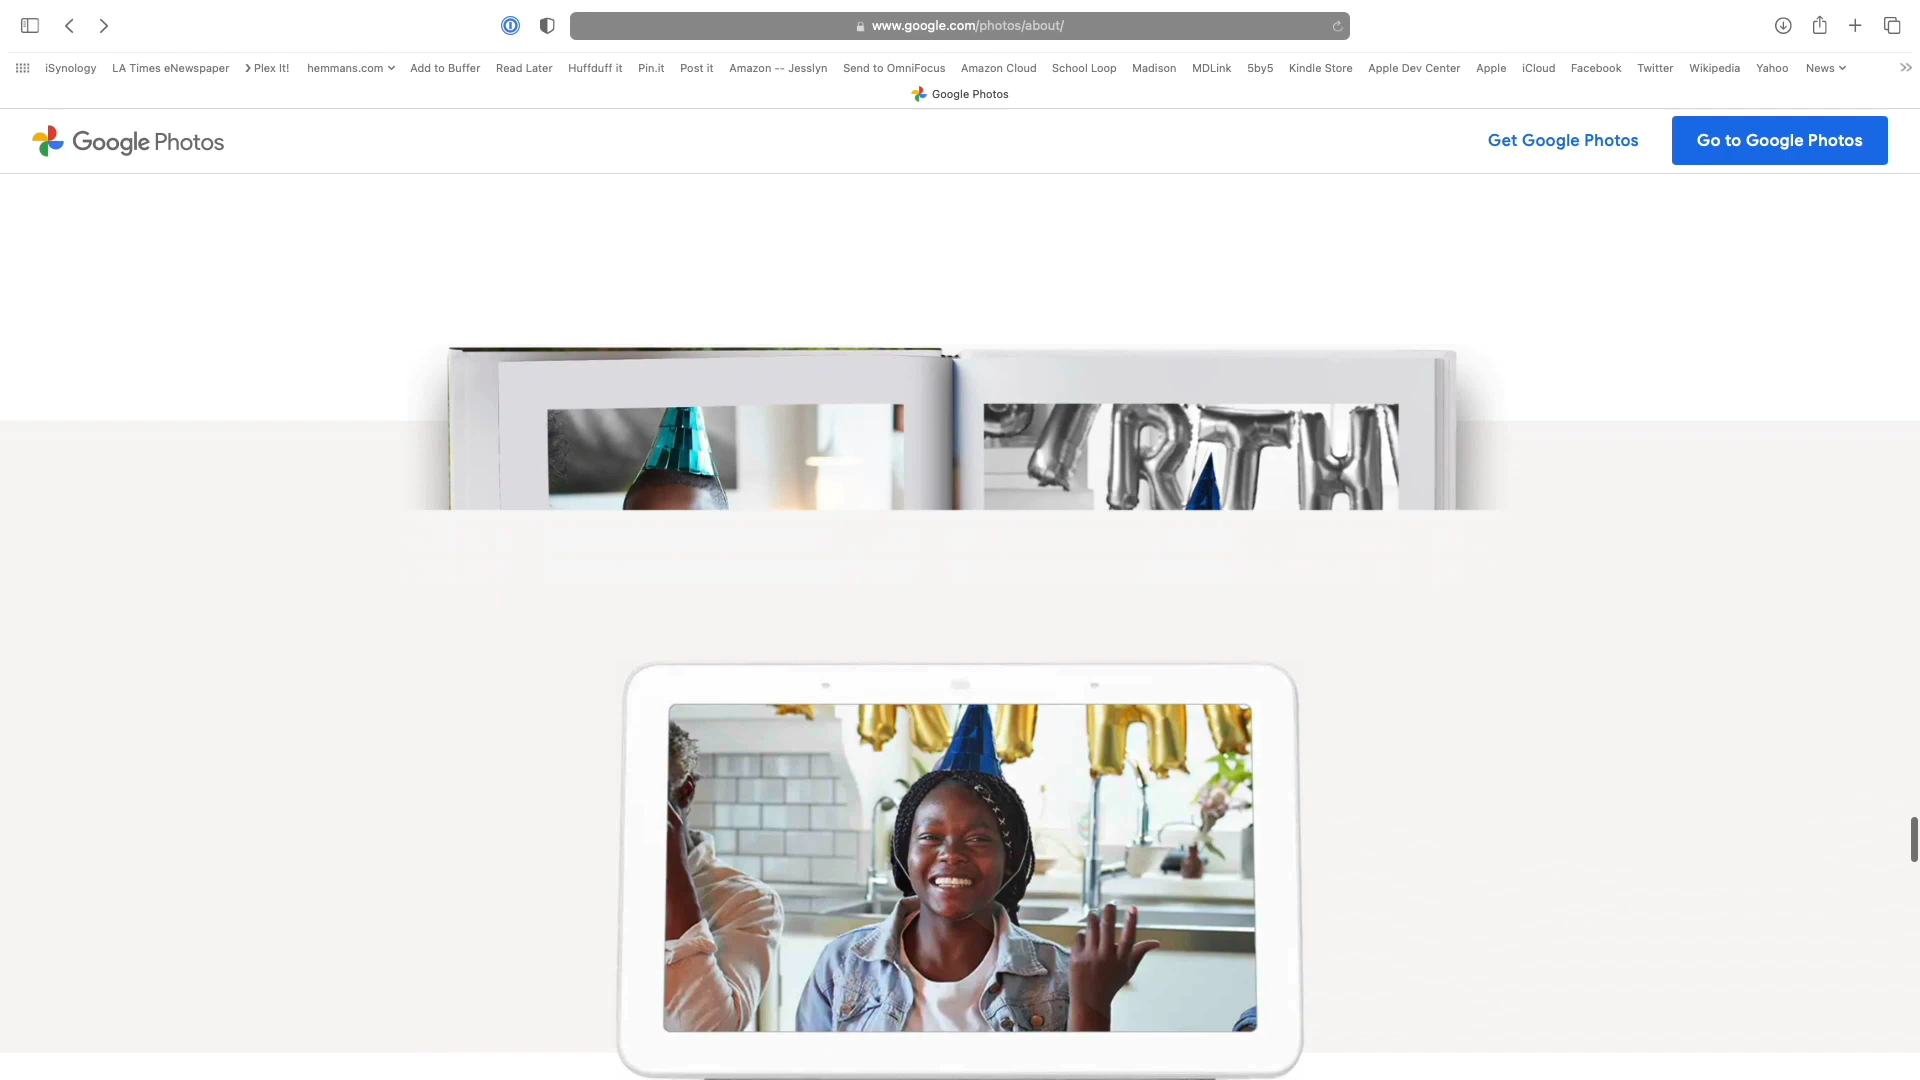 www.google.com/photos/about/
iSynology LA Times eNewspaper Plex It! hemmans.com Add to Buffer Read Later Huffduff it Pin.it Post it Amazon -- Jesslyn Send to OmniFocus Amazon Cloud School Loop Madison MDLink 5by5 Kindle Store Apple Dev Center Apple iCloud Facebook Twitter Wikipedia Yahoo News
Google Photos
Google Photos Get Google Photos Go to Google Photos
RTH